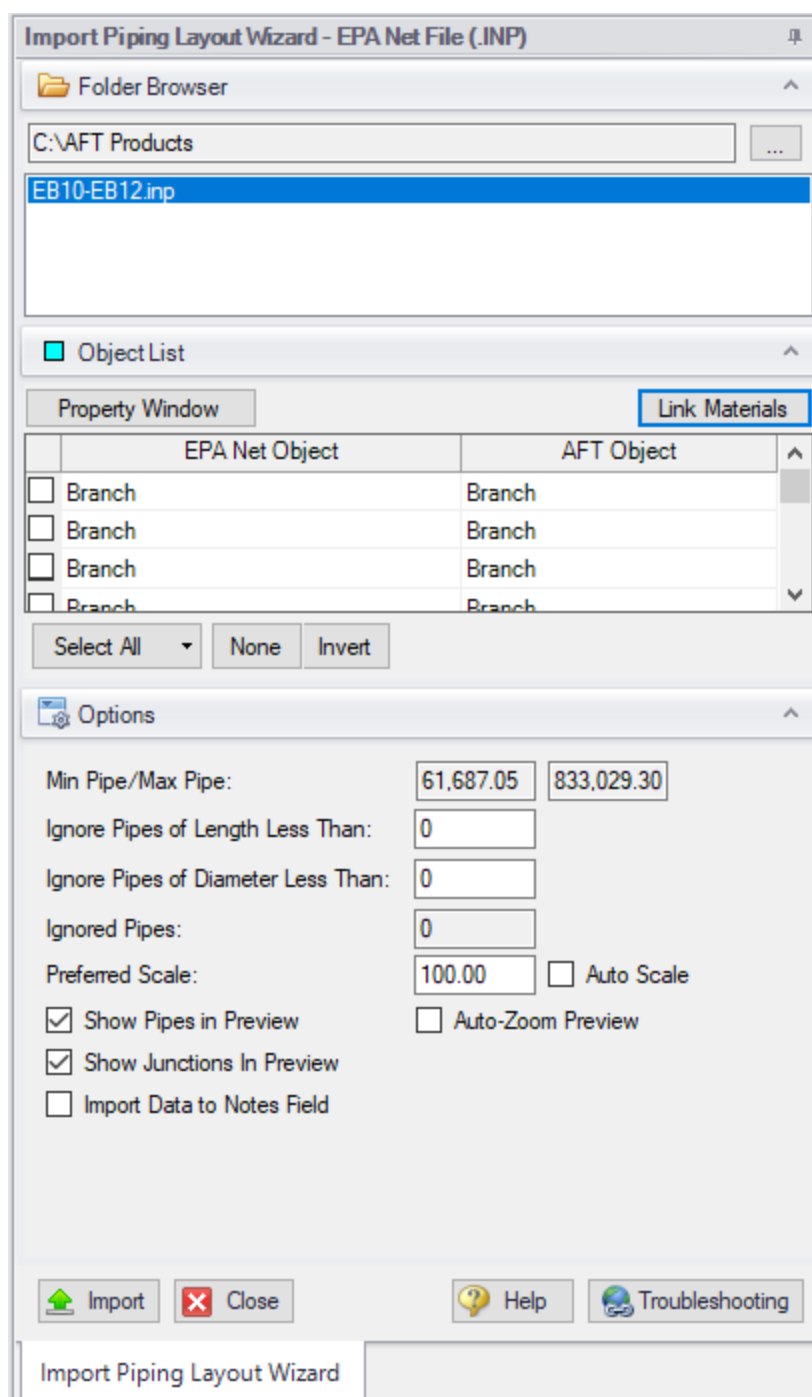 Import Piping Layout Wizard - EPA Net File (.INP)
Folder Browser
C:\AFT Products
...
EB10-EB12.inp
Object List
Property Window Link Materials
EPA Net Object AFT Object
Branch Branch
Branch Branch
Branch Branch
Branch Branch
Select All None Invert
Options
Min Pipe/Max Pipe: 61,687.05 833,029.30
Ignore Pipes of Length Less Than: 0
Ignore Pipes of Diameter Less Than: 0
Ignored Pipes: 0
Preferred Scale: 100.00 Auto Scale
Show Pipes in Preview Auto-Zoom Preview
Show Junctions In Preview
Import Data to Notes Field
Import Close Help Troubleshooting
Import Piping Layout Wizard